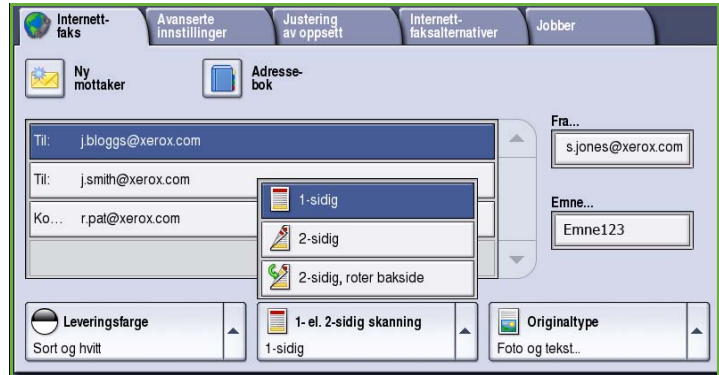 Internett-
faks
Avanserte
innstillinger
Justering
av oppsett
Internett-
faksalternativer
Jobber
Ny
mottaker
Adresse-
bok
Til: j.bloggs@xerox.com
Til: j.smith@xerox.com
Ko... r.pat@xerox.com
Fra...
s.jones@xerox.com
Emne...
Emne123
1-sidig
2-sidig
2-sidig, roter bakside
Leveringsfarge
Sort og hvitt
1- el. 2-sidig skanning
1-sidig
Originaltype
Foto og tekst...